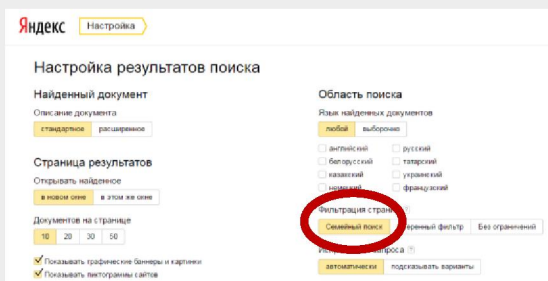 Яндекс Настройка
Настройка результатов поиска
Найденный документ
Описание документа
стандартное расширенное
Страница результатов
Открывать найденное
в новом окне в этом же окне
Документов на странице
10 20 30 50
Показывать графические баннеры и картинки
Показывать пиктограммы сайтов
Область поиска
Язык найденных документов
любой выборочно
английский русский
белорусский татарский
казахский украинский
немецкий французский
Фильтрация
Семейный поиск фильтр Без ограничений
автоматически подсказывать варианты